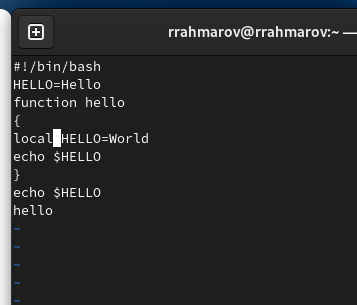 rrahmarov@rrahmarov:~ —
#!/bin/bash
HELLO=Hello
function hello
{
local HELLO=World
echo $HELLO
}
echo $HELLO
hello
~
~
~
~
~